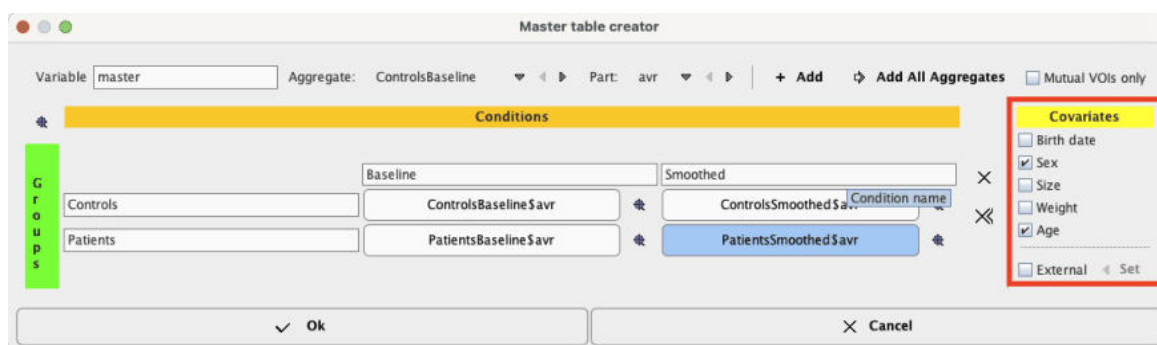 Master table creator
Variable master Aggregate: ControlsBaseline Part: avr + Add Add All Aggregates Mutual VOIs only
Conditions
Covariates
Birth date
Sex
Size
Weight
Age
External Set
Groups
Baseline Smoothed
Controls ControlsBaseline$avr ControlsSmoothed$a
Condition name
Patients PatientsBaseline$avr PatientsSmoothed$avr
Ok Cancel